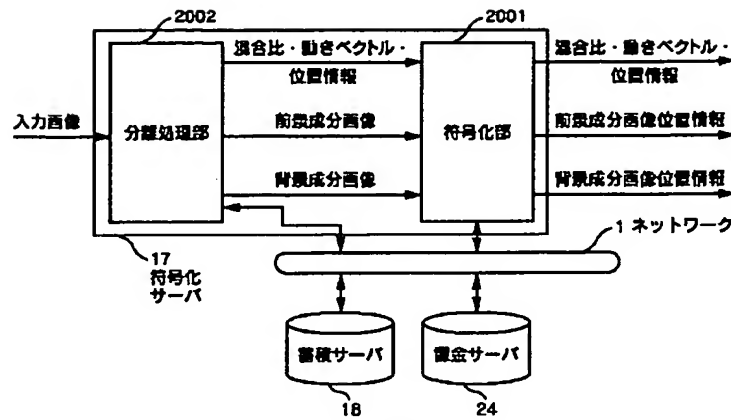 2002
2001
混合比・動きベクトル・
位置情報
混合比・動きベクトル・
位置情報
入力画像
分離処理部
前景成分画像
符号化部
前景成分画像位置情報
背景成分画像
背景成分画像位置情報
17
符号化
サーバ
1 ネットワーク
蓄積サーバ
課金サーバ
18
24